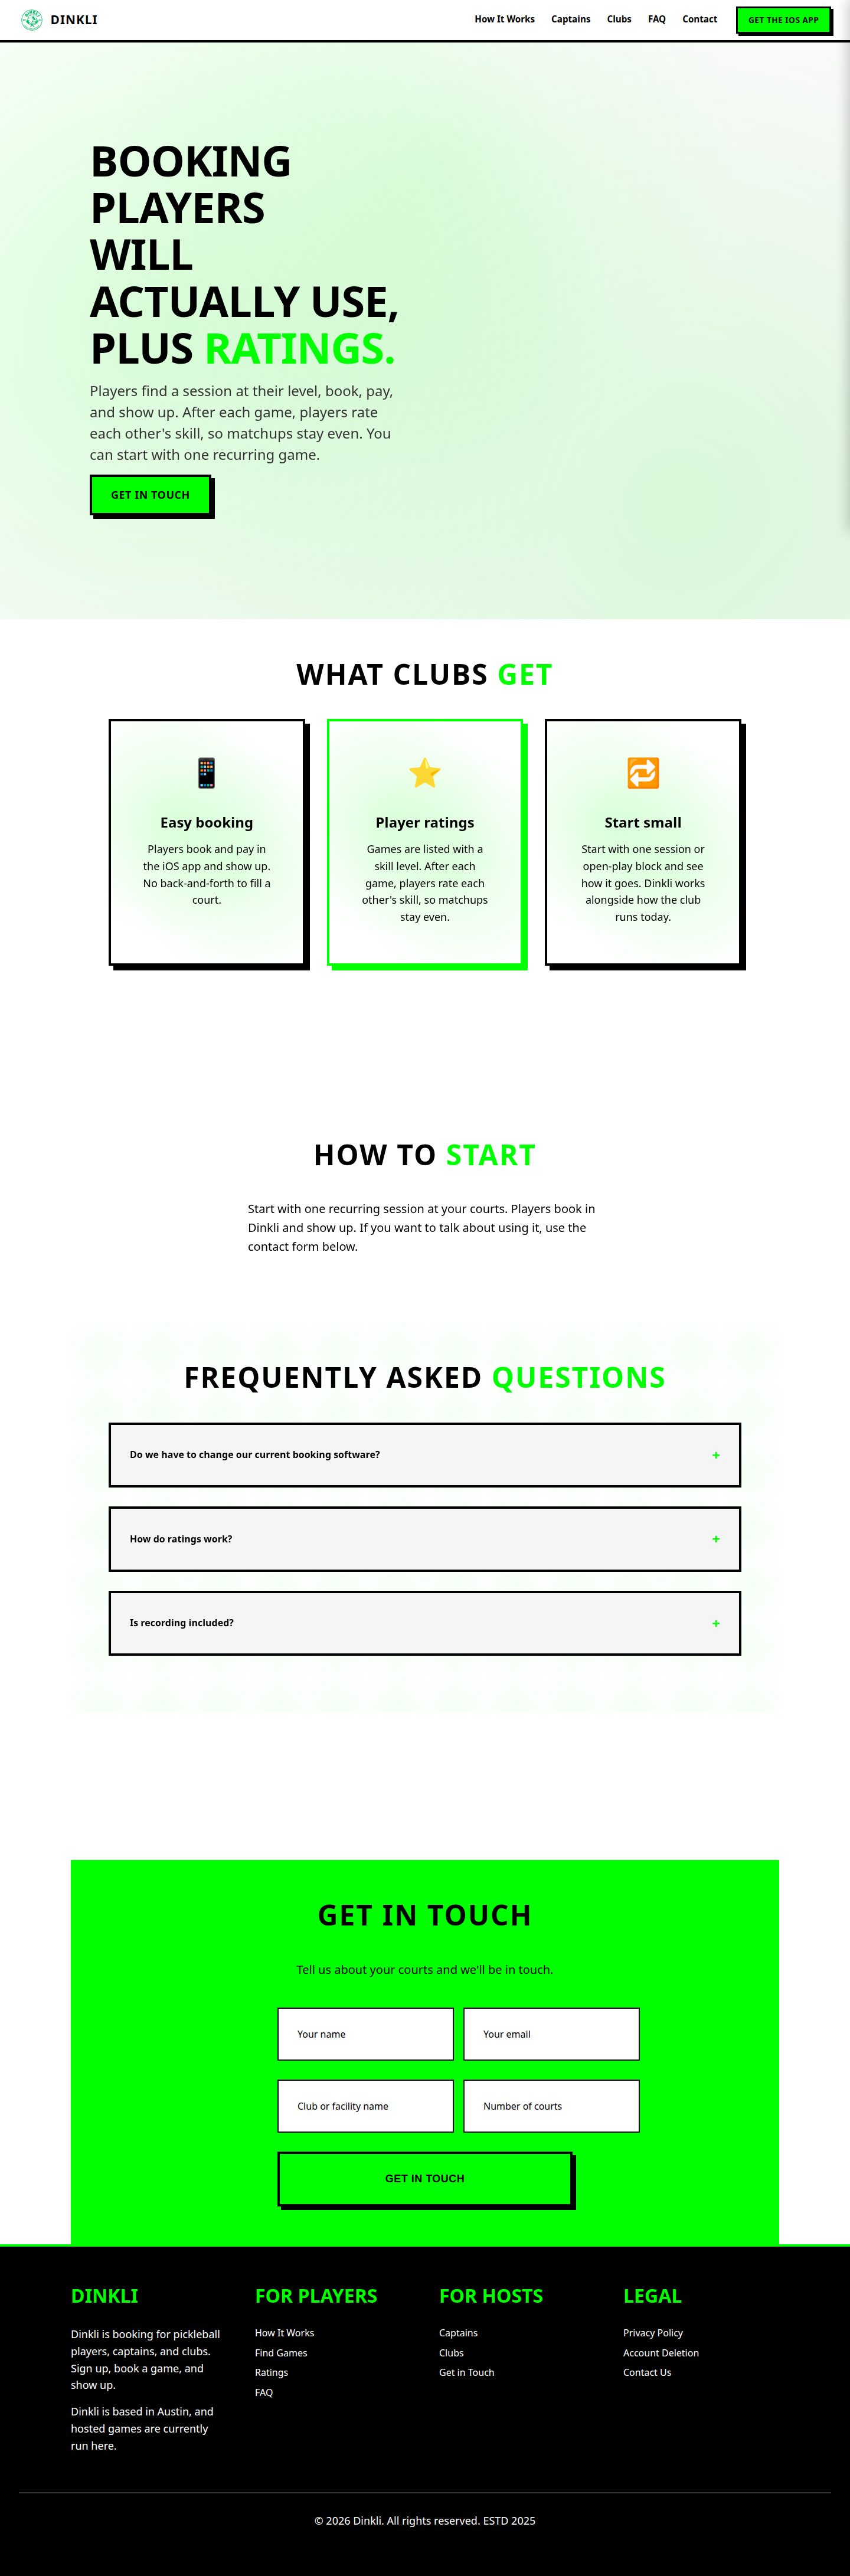 DINKLI
How It Works
Captains
Clubs
FAQ
Contact
GET THE IOS APP
BOOKING
PLAYERS
WILL
ACTUALLY USE,
PLUS RATINGS.
Players find a session at their level, book, pay,
and show up. After each game, players rate
each other's skill, so matchups stay even. You
can start with one recurring game.
GET IN TOUCH
WHAT CLUBS GET
Easy booking
Players book and pay in
the iOS app and show up.
No back-and-forth to fill a
court.
Player ratings
Games are listed with a
skill level. After each
game, players rate each
other's skill, so matchups
stay even.
Start small
Start with one session or
open-play block and see
how it goes. Dinkli works
alongside how the club
runs today.
HOW TO START
Start with one recurring session at your courts. Players book in
Dinkli and show up. If you want to talk about using it, use the
contact form below.
FREQUENTLY ASKED QUESTIONS
Do we have to change our current booking software?
+
How do ratings work?
+
Is recording included?
+
GET IN TOUCH
Tell us about your courts and we'll be in touch.
Your name
Your email
Club or facility name
Number of courts
GET IN TOUCH
DINKLI
Dinkli is booking for pickleball
players, captains, and clubs.
Sign up, book a game, and
show up.
Dinkli is based in Austin, and
hosted games are currently
run here.
FOR PLAYERS
How It Works
Find Games
Ratings
FAQ
FOR HOSTS
Captains
Clubs
Get in Touch
LEGAL
Privacy Policy
Account Deletion
Contact Us
© 2026 Dinkli. All rights reserved. ESTD 2025